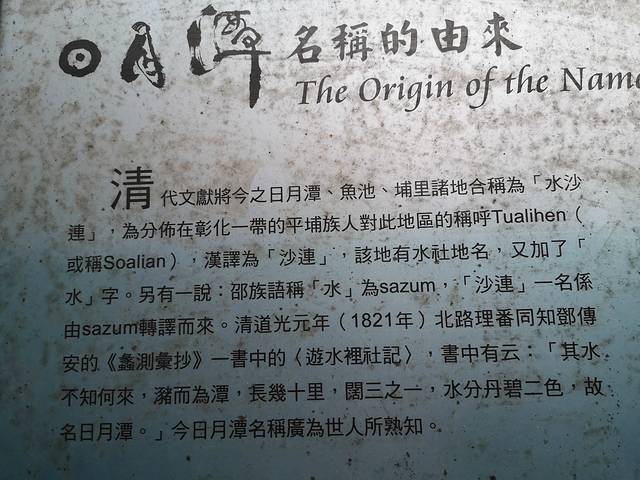 日月潭 名稱的由來
The Origin of the Name
清代文獻將今之日月潭、魚池、埔里諸地合稱為「水沙
連」，為分佈在彰化一帶的平埔族人對此地區的稱呼Tualihen（
或稱Soalian），漢譯為「沙連」，該地有水社地名，又加了「
水」字。另有一說：邵族語稱「水」為sazum，「沙連」一名係
由sazum轉譯而來。清道光元年（1821年）北路理番同知鄧傳
安的《蠡測彙抄》一書中的〈遊水裡社記〉，書中有云：「其水
不知何來，瀦而為潭，長幾十里，闊三之一，水分丹碧二色，故
名日月潭。」今日月潭名稱廣為世人所熟知。